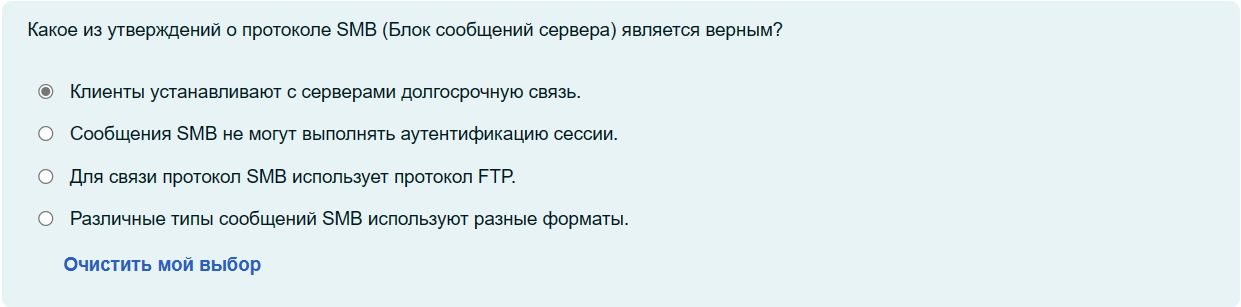 Какое из утверждений о протоколе SMB (Блок сообщений сервера) является верным?
Клиенты устанавливают с серверами долгосрочную связь.
Сообщения SMB не могут выполнять аутентификацию сессии.
Для связи протокол SMB использует протокол FTP.
Различные типы сообщений SMB используют разные форматы.
Очистить мой выбор